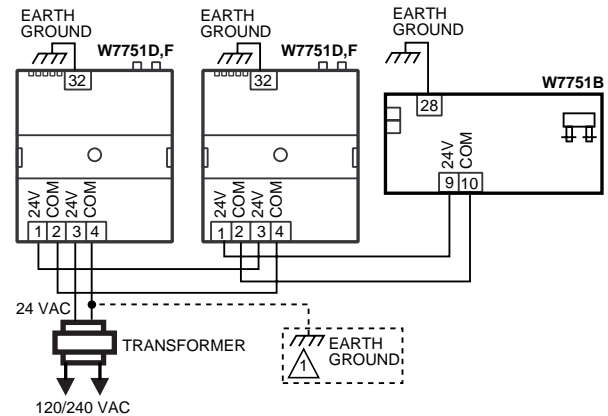 EARTH
GROUND
W7751D,F
32
24V
COM
24V
COM
1 2 3 4
EARTH
GROUND
W7751D,F
32
24V
COM
24V
COM
1 2 3 4
EARTH
GROUND
W7751B
28
24V
COM
9 10
24 VAC
TRANSFORMER
120/240 VAC
EARTH
GROUND
1